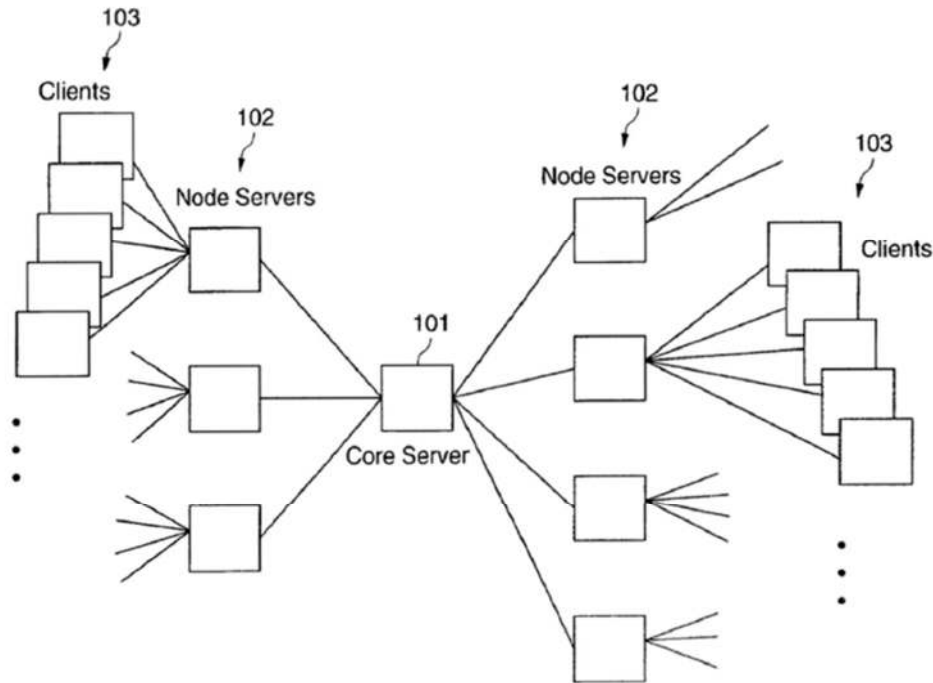 103
Clients
102
Node Servers
102
Node Servers
103
Clients
101
Core Server